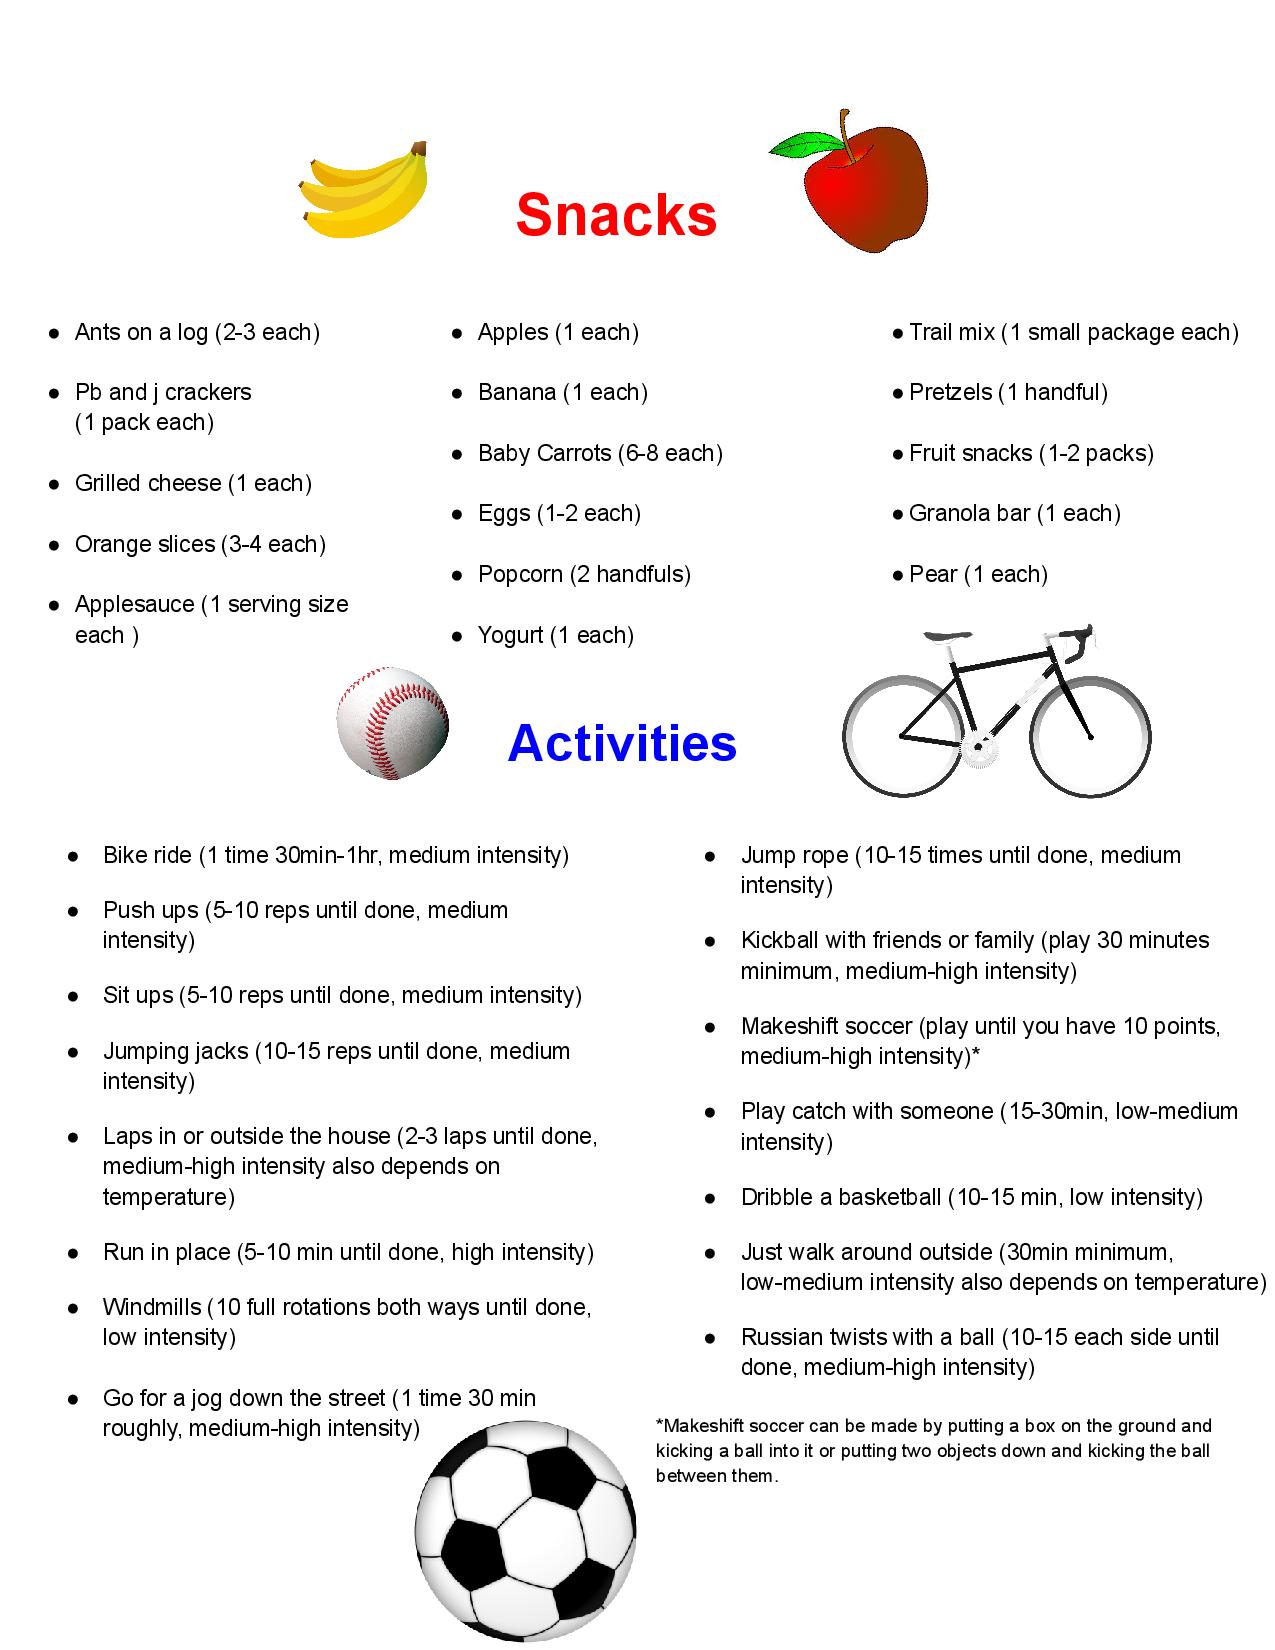 Snacks
● Ants on a log (2-3 each)
● Pb and j crackers
(1 pack each)
● Grilled cheese (1 each)
● Orange slices (3-4 each)
● Applesauce (1 serving size
each )
● Apples (1 each)
● Banana (1 each)
● Baby Carrots (6-8 each)
● Eggs (1-2 each)
● Popcorn (2 handfuls)
● Yogurt (1 each)
● Trail mix (1 small package each)
● Pretzels (1 handful)
● Fruit snacks (1-2 packs)
● Granola bar (1 each)
● Pear (1 each)
Activities
● Bike ride (1 time 30min-1hr, medium intensity)
● Push ups (5-10 reps until done, medium
intensity)
● Sit ups (5-10 reps until done, medium intensity)
● Jumping jacks (10-15 reps until done, medium
intensity)
● Laps in or outside the house (2-3 laps until done,
medium-high intensity also depends on
temperature)
● Run in place (5-10 min until done, high intensity)
● Windmills (10 full rotations both ways until done,
low intensity)
● Go for a jog down the street (1 time 30 min
roughly, medium-high intensity)
● Jump rope (10-15 times until done, medium
intensity)
● Kickball with friends or family (play 30 minutes
minimum, medium-high intensity)
● Makeshift soccer (play until you have 10 points,
medium-high intensity)*
● Play catch with someone (15-30min, low-medium
intensity)
● Dribble a basketball (10-15 min, low intensity)
● Just walk around outside (30min minimum,
low-medium intensity also depends on temperature)
● Russian twists with a ball (10-15 each side until
done, medium-high intensity)
*Makeshift soccer can be made by putting a box on the ground and
kicking a ball into it or putting two objects down and kicking the ball
between them.